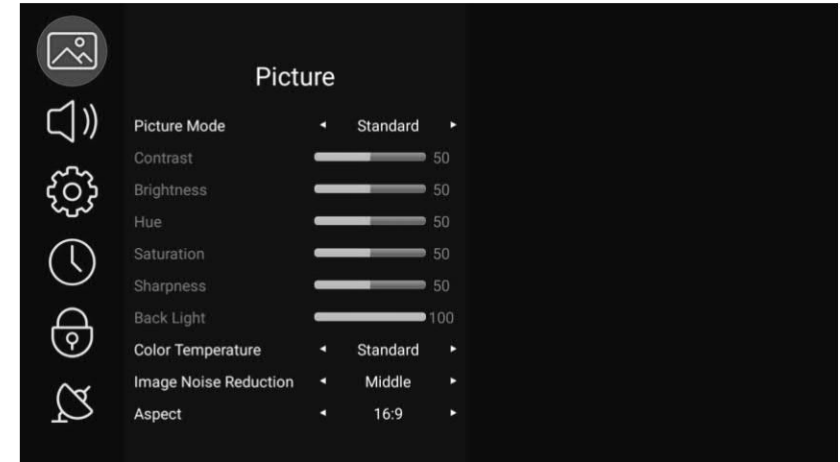 Picture
Picture Mode Standard
Contrast 50
Brightness 50
Hue 50
Saturation 50
Sharpness 50
Back Light 100
Color Temperature Standard
Image Noise Reduction Middle
Aspect 16:9